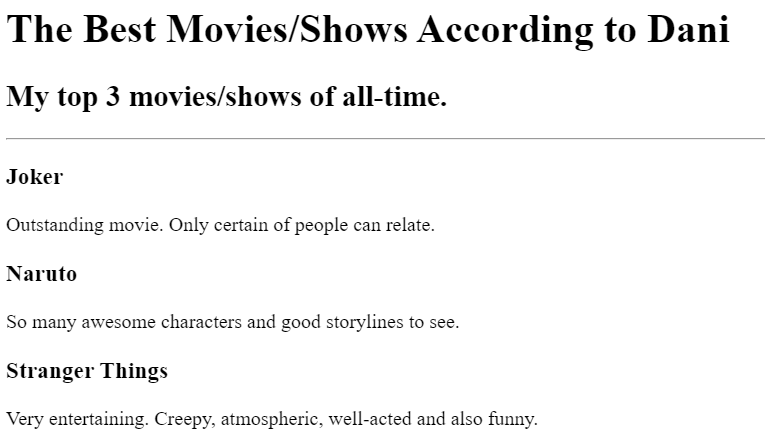 The Best Movies/Shows According to Dani
My top 3 movies/shows of all-time.
Joker
Outstanding movie. Only certain of people can relate.
Naruto
So many awesome characters and good storylines to see.
Stranger Things
Very entertaining. Creepy, atmospheric, well-acted and also funny.